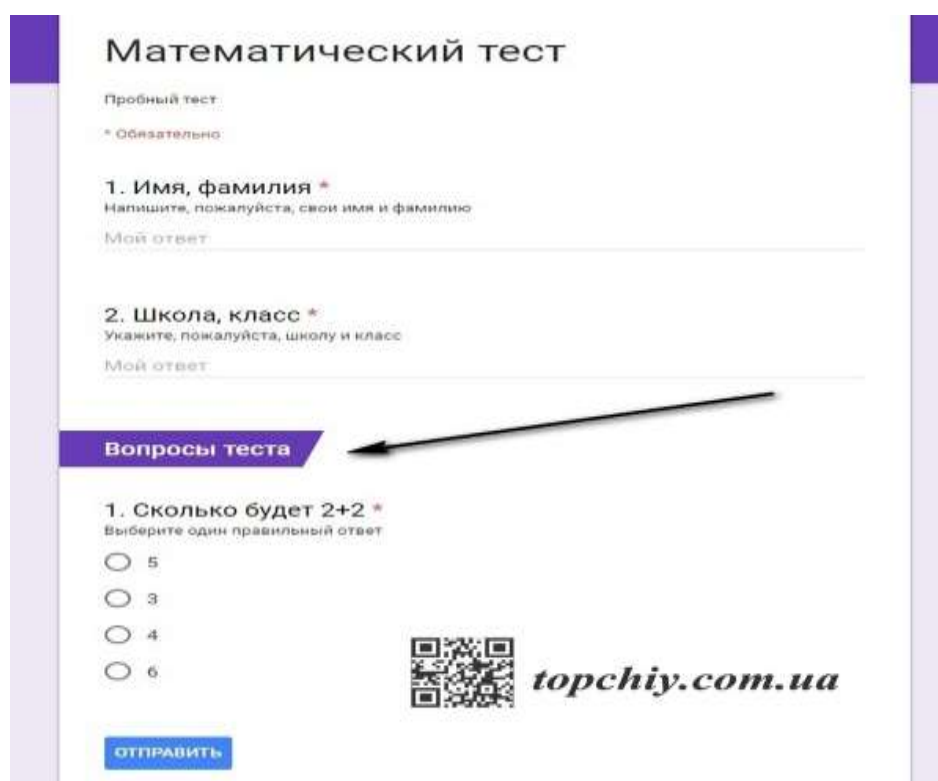 Математический тест
Пробный тест
* Обязательно
1. Имя, фамилия *
Напишите, пожалуйста, свои имя и фамилию
Мой ответ
2. Школа, класс *
Укажите, пожалуйста, школу и класс
Мой ответ
Вопросы теста
1. Сколько будет 2+2 *
Выберите один правильный ответ
5
3
4
6
topchiy.com.ua
ОТПРАВИТЬ